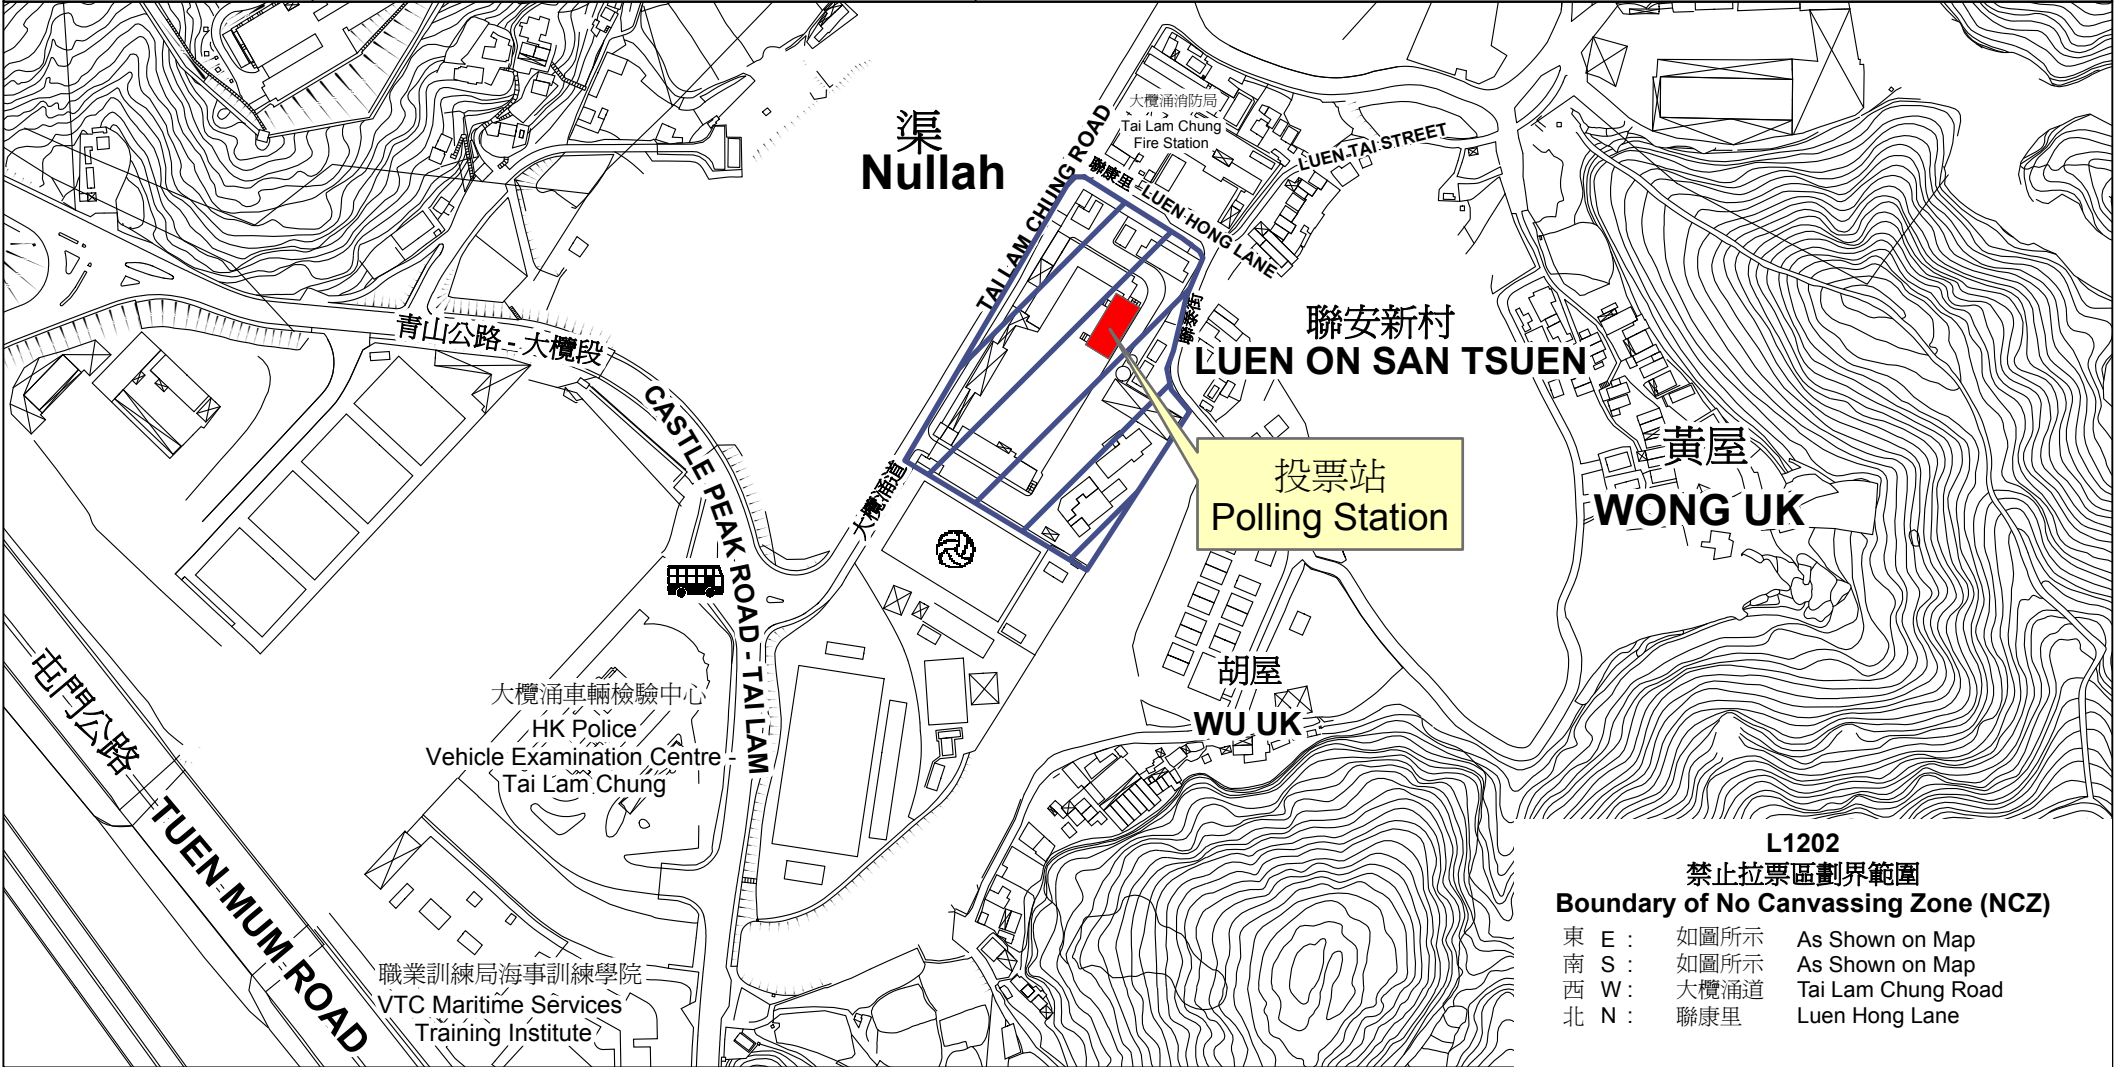 渠
Nullah
大欖涌消防局
Tai Lam Chung
Fire Station
TAI LAM CHUNG ROAD
聯康里 - LUEN HONG LANE
LUEN TAI STREET
聯泰街
聯安新村
LUEN ON SAN TSUEN
青山公路 - 大欖段
CASTLE PEAK ROAD - TAI LAM
大欖涌道
投票站
Polling Station
黃屋
WONG UK
胡屋
WU UK
大欖涌車輛檢驗中心
HK Police
Vehicle Examination Centre -
Tai Lam Chung
屯門公路
TUEN MUM ROAD
職業訓練局海事訓練學院
VTC Maritime Services
Training Institute
L1202
禁止拉票區劃界範圍
Boundary of No Canvassing Zone (NCZ)
東 E : 如圖所示 As Shown on Map
南 S : 如圖所示 As Shown on Map
西 W : 大欖涌道 Tai Lam Chung Road
北 N : 聯康里 Luen Hong Lane